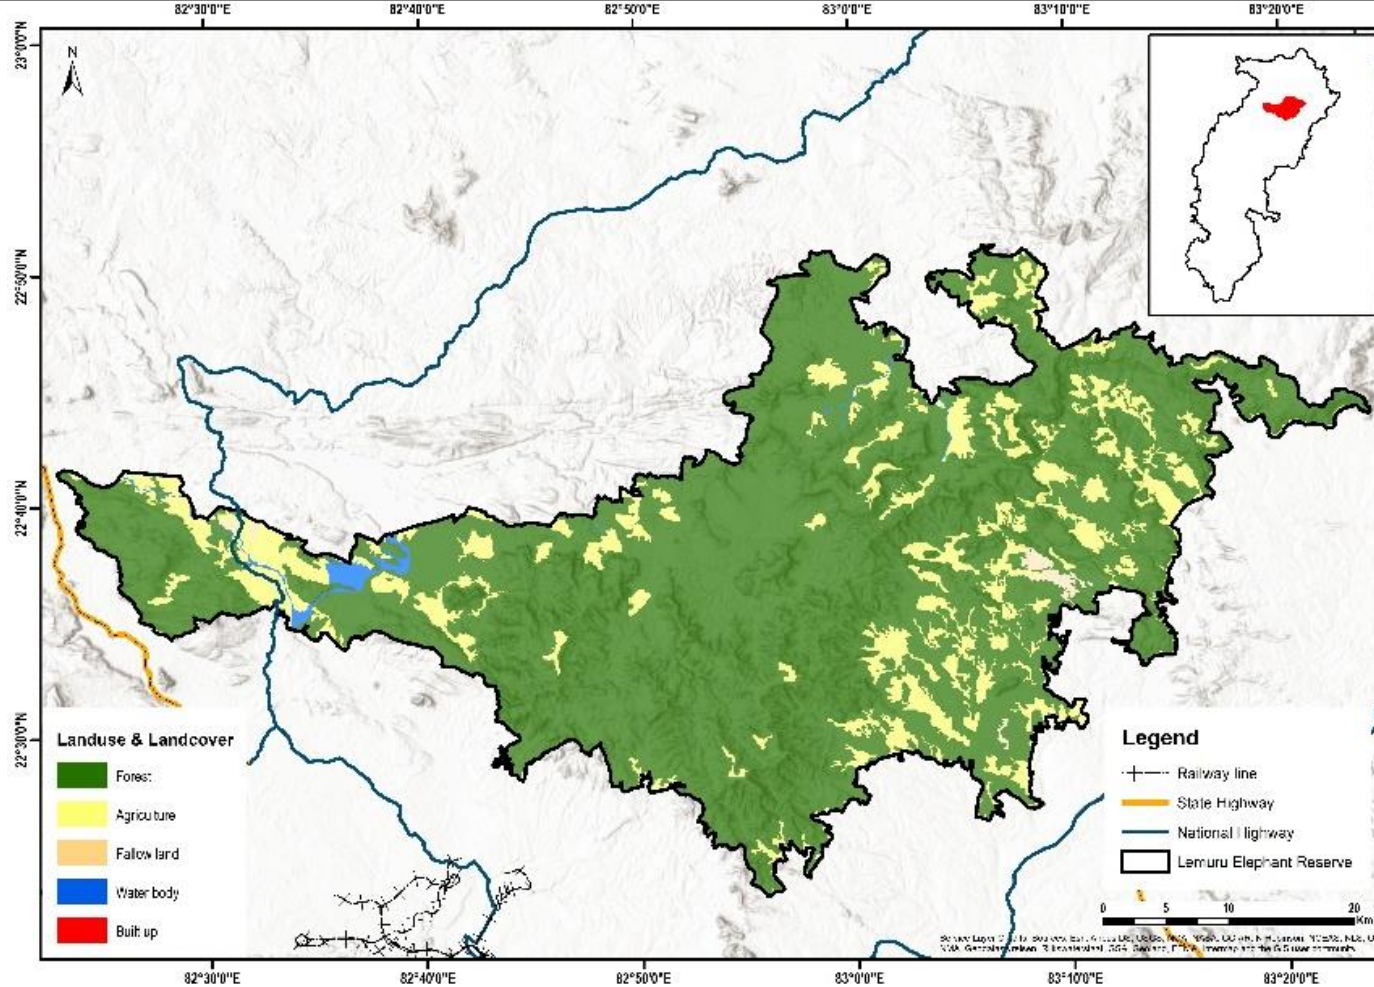 82°30'0"E 82°40'0"E 82°50'0"E 83°0'0"E 83°10'0"E 83°20'0"E
23°0'0"N
N
22°50'0"N
22°40'0"N
22°30'0"N
Landuse & Landcover
Forest
Agriculture
Fallow land
Water body
Built up
Legend
Railway line
State Highway
National Highway
Lemuru Elephant Reserve
0 5 10 20
Km
82°30'0"E 82°40'0"E 82°50'0"E 83°0'0"E 83°10'0"E 83°20'0"E